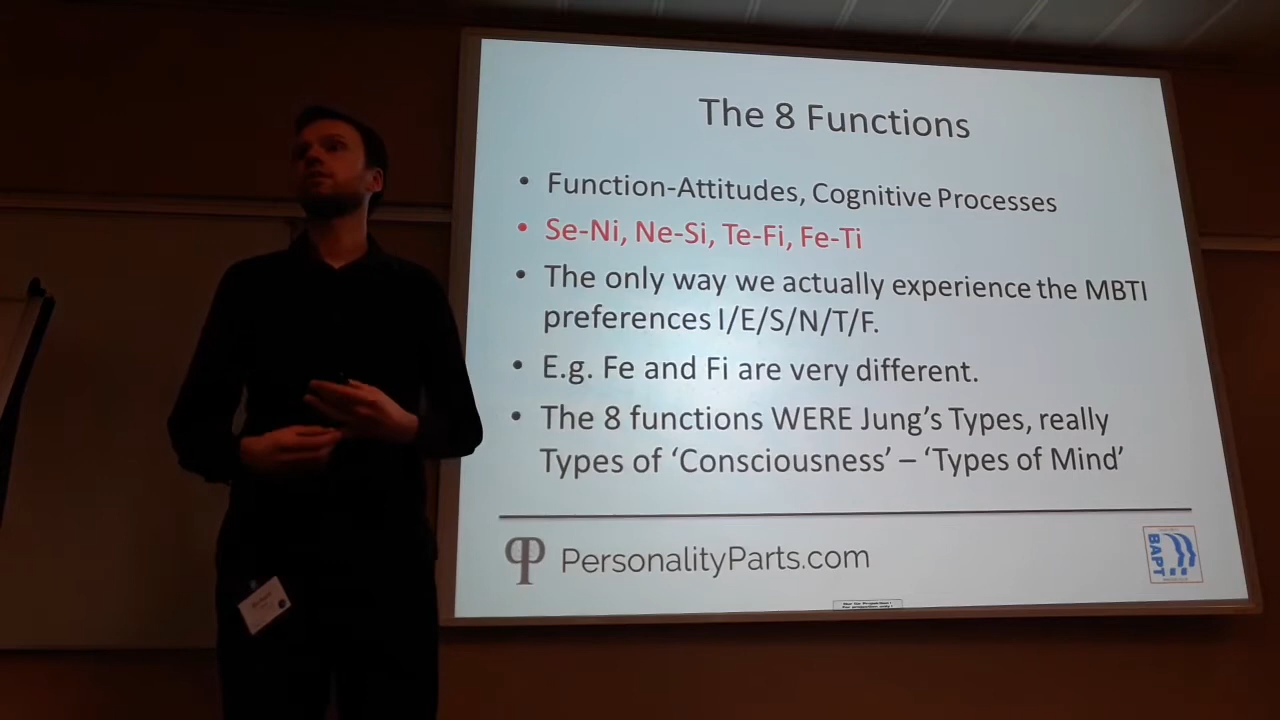 The 8 Functions
• Function-Attitudes, Cognitive Processes
• Se-Ni, Ne-Si, Te-Fi, Fe-Ti
• The only way we actually experience the MBTI
preferences I/E/S/N/T/F.
• E.g. Fe and Fi are very different.
• The 8 functions WERE Jung's Types, really
Types of ‘Consciousness’ – ‘Types of Mind’
PersonalityParts.com
BAPT